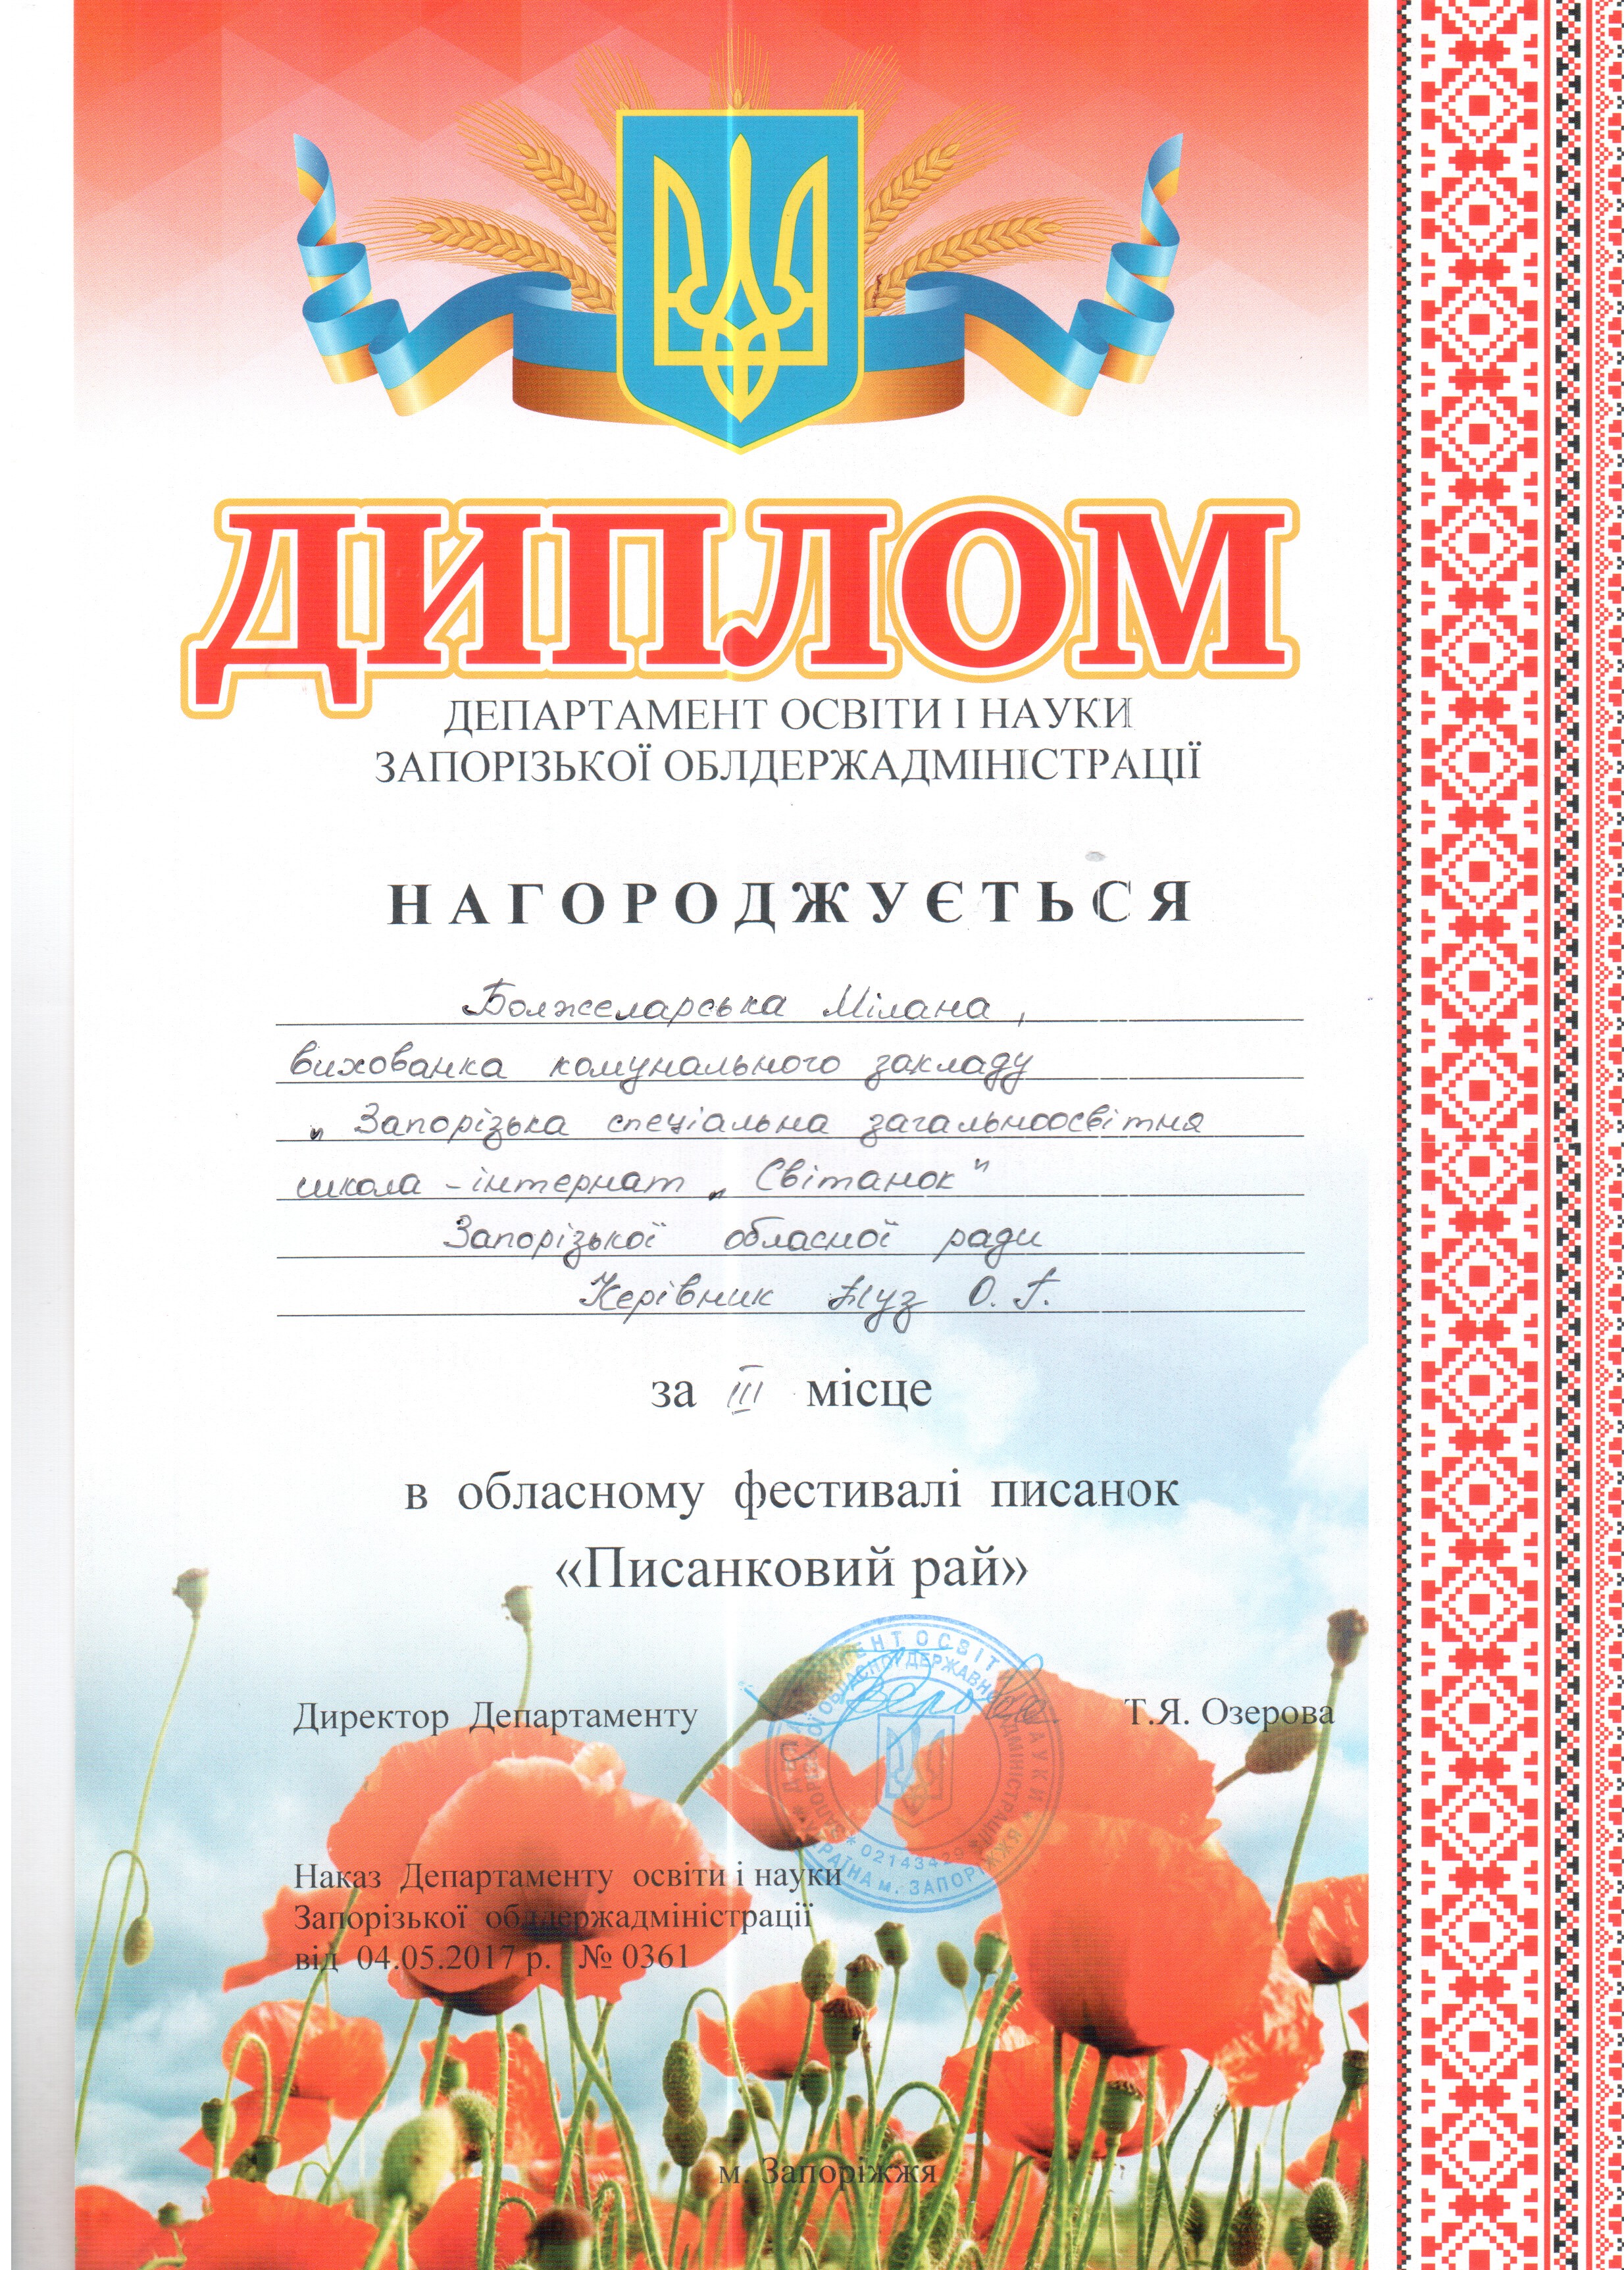 ДИПЛОМ
ДЕПАРТАМЕНТ ОСВІТИ І НАУКИ
ЗАПОРІЗЬКОЇ ОБЛДЕРЖАДМІНІСТРАЦІЇ
НАГОРОДЖУЄТЬСЯ
Болжеларська Мілана,
вихованка комунального закладу
„Запорізька спеціальна загальноосвітня
школа-інтернат „Світанок"
Запорізької обласної ради
Керівник О. Г.
за III місце
в обласному фестивалі писанок
«Писанковий рай»
Директор Департаменту Т.Я. Озерова
Наказ Департаменту освіти і науки
Запорізької облдержадміністрації
від 04.05.2017 р. № 0361
м. Запоріжжя